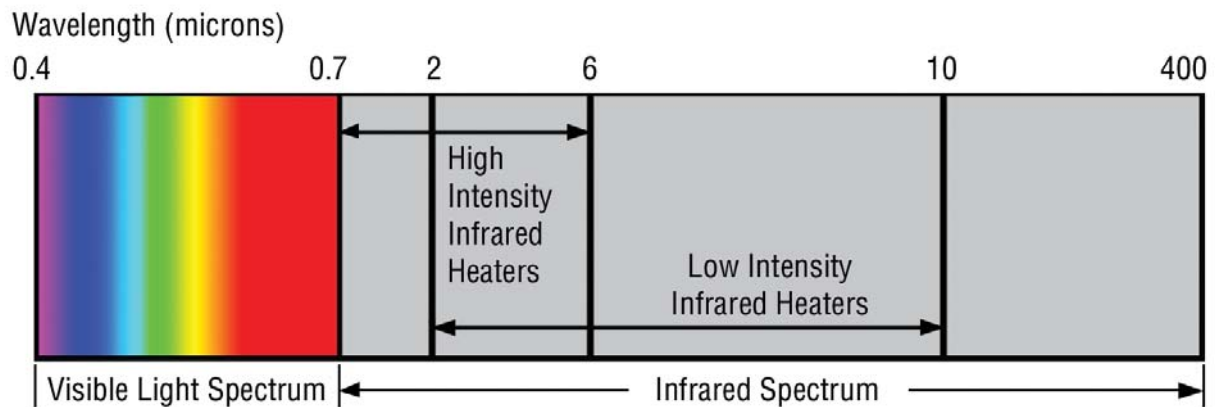 Wavelength (microns)
0.4 0.7 2 6 10 400
High
Intensity
Infrared
Heaters
Low Intensity
Infrared Heaters
Visible Light Spectrum Infrared Spectrum